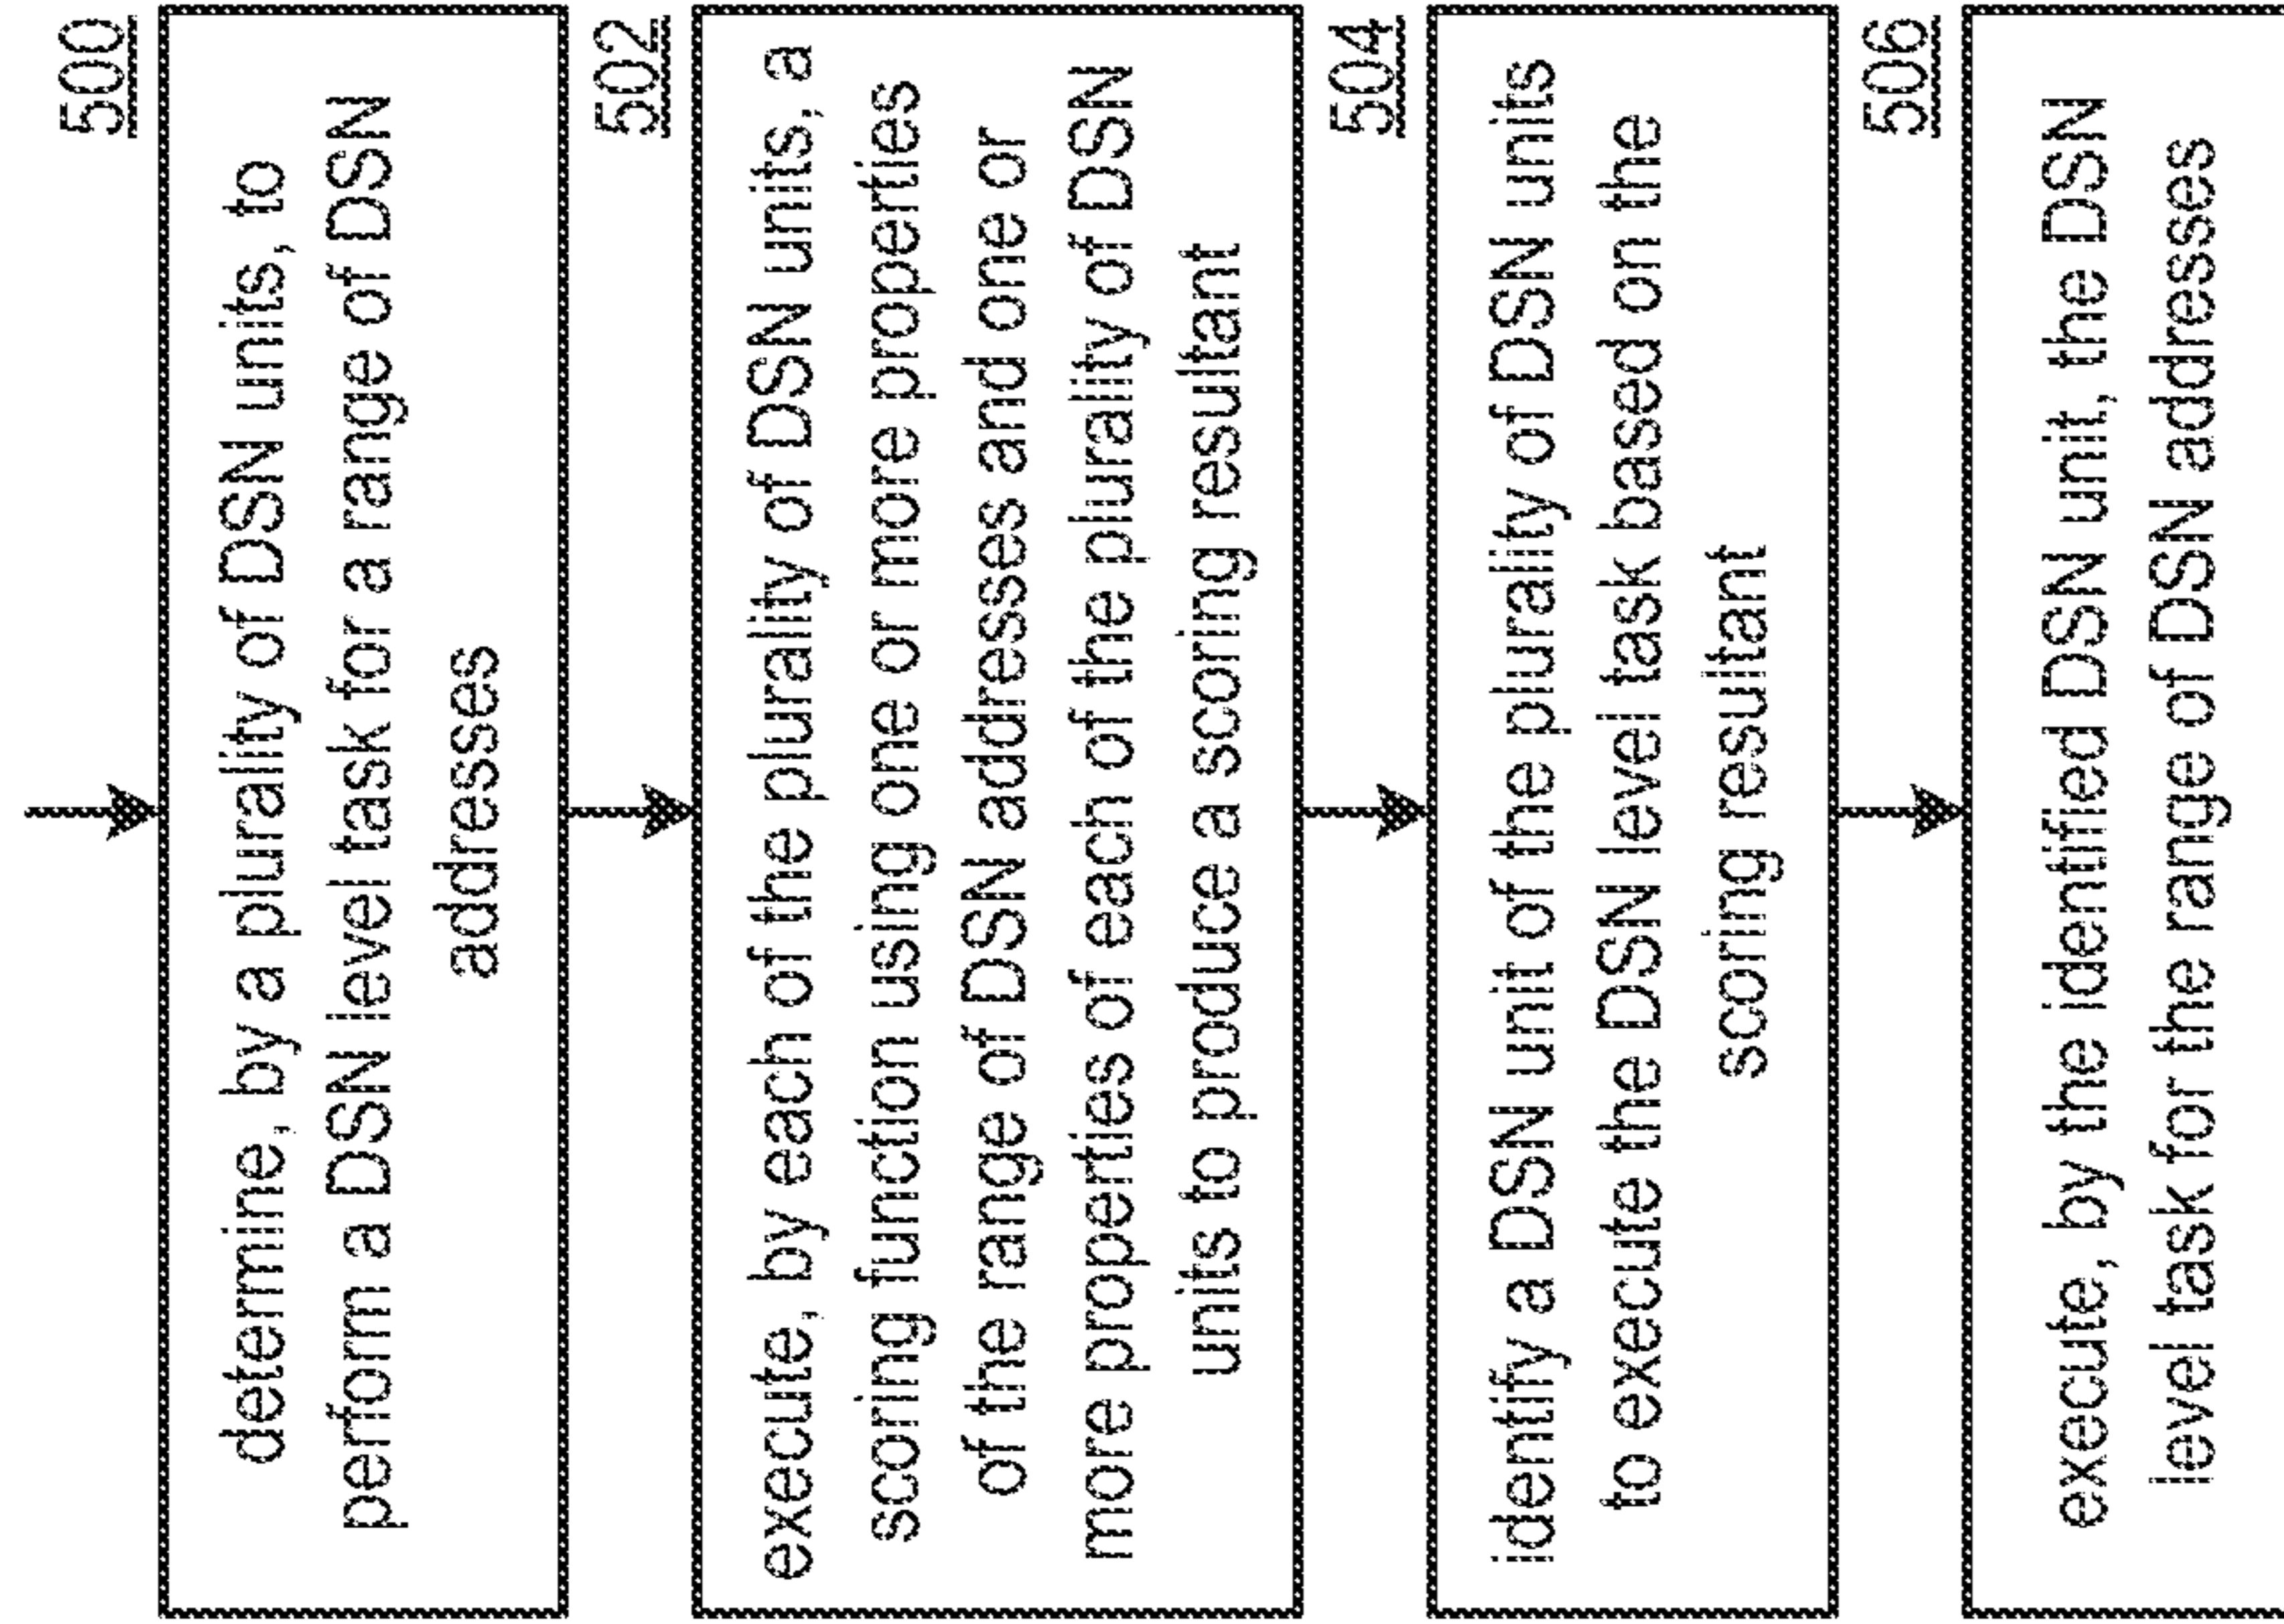 500
determine, by a plurality of DSN units, to
perform a DSN level task for a range of DSN
addresses
502
execute, by each of the plurality of DSN units, a
scoring function using one or more properties
of the range of DSN addresses and one or
more properties of each of the plurality of DSN
units to produce a scoring resultant
504
identify a DSN unit of the plurality of DSN units
to execute the DSN level task based on the
scoring resultant
506
execute, by the identified DSN unit, the DSN
level task for the range of DSN addresses